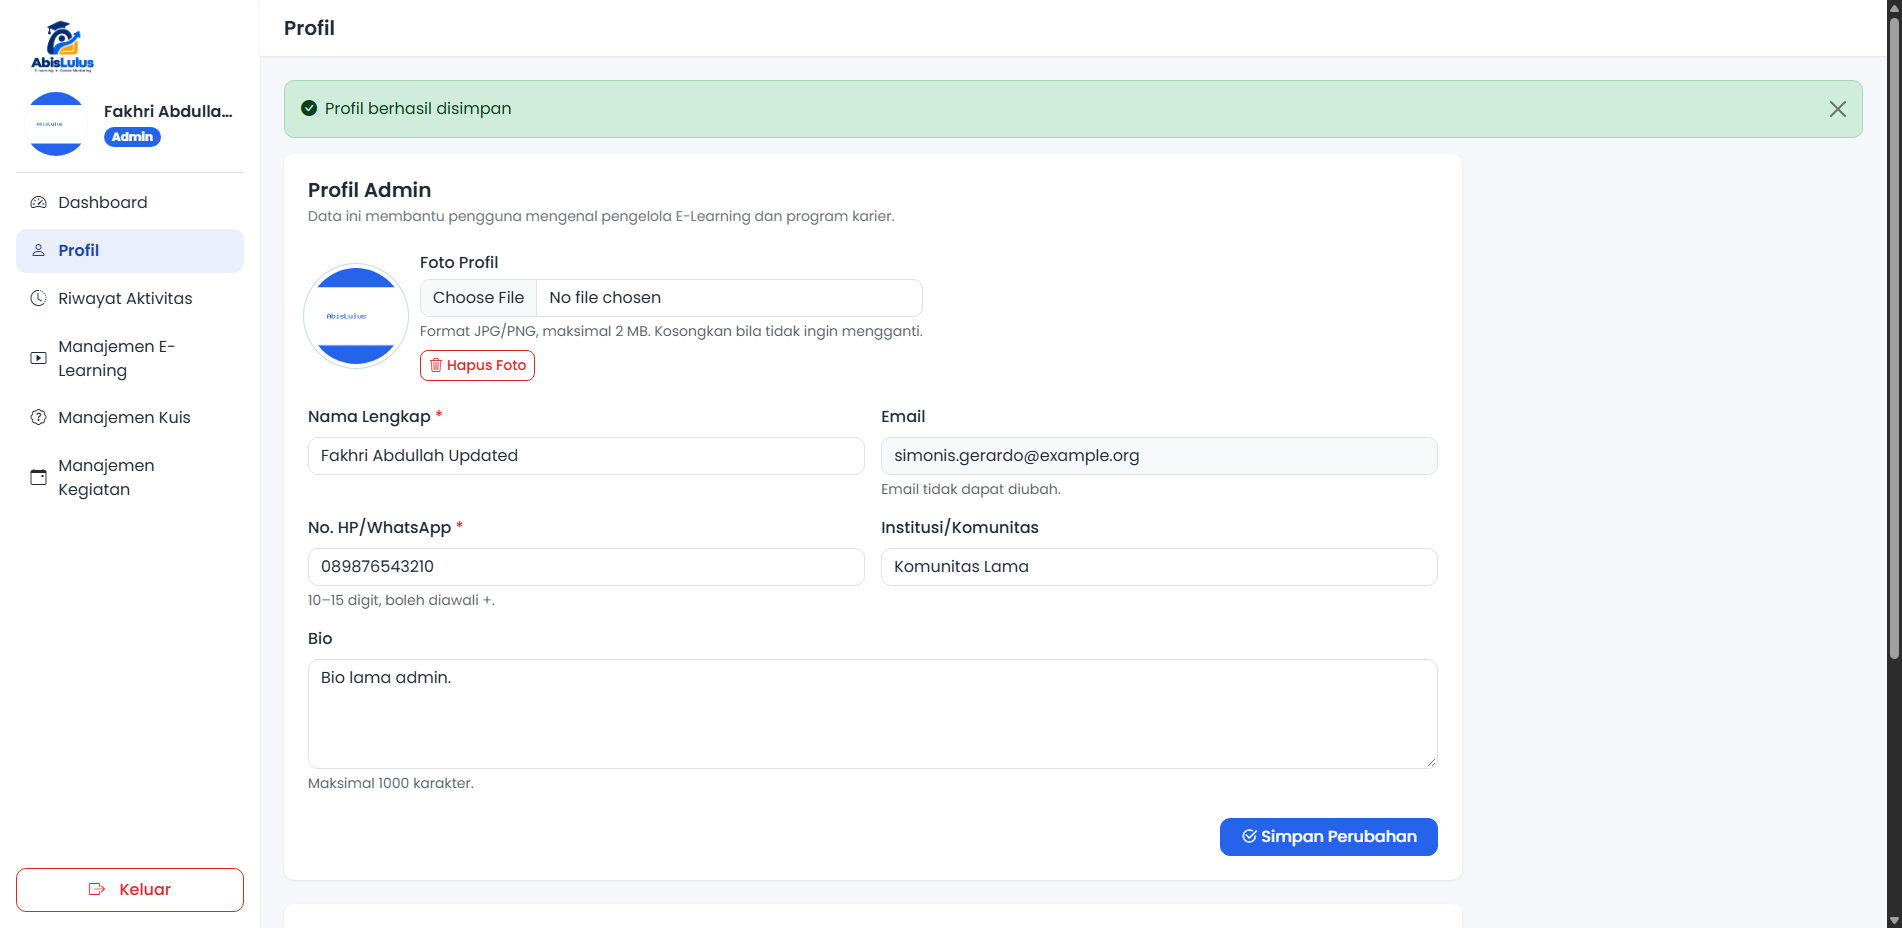 AbisLulus
Profil
Profil berhasil disimpan
AbisLulus
Fakhri Abdulla...
Admin
Dashboard
Profil
Riwayat Aktivitas
Manajemen E-
Learning
Manajemen Kuis
Manajemen
Kegiatan
Keluar
Profil Admin
Data ini membantu pengguna mengenal pengelola E-Learning dan program karier.
AbisLulus
Foto Profil
Choose File No file chosen
Format JPG/PNG, maksimal 2 MB. Kosongkan bila tidak ingin mengganti.
Hapus Foto
Nama Lengkap *
Fakhri Abdullah Updated
Email
simonis.gerardo@example.org
Email tidak dapat diubah.
No. HP/WhatsApp *
089876543210
10–15 digit, boleh diawali +.
Institusi/Komunitas
Komunitas Lama
Bio
Bio lama admin.
Maksimal 1000 karakter.
Simpan Perubahan